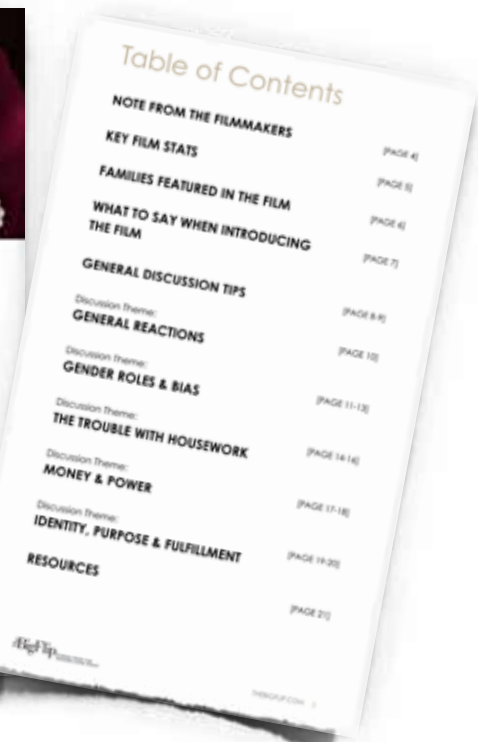 Table of Contents
NOTE FROM THE FILMMAKERS [PAGE 4]
KEY FILM STATS [PAGE 5]
FAMILIES FEATURED IN THE FILM [PAGE 6]
WHAT TO SAY WHEN INTRODUCING [PAGE 7]
THE FILM
GENERAL DISCUSSION TIPS [PAGE 8-9]
Discussion Theme:
GENERAL REACTIONS [PAGE 10]
Discussion Theme:
GENDER ROLES & BIAS [PAGE 11-13]
Discussion Theme:
THE TROUBLE WITH HOUSEWORK [PAGE 14-16]
Discussion Theme:
MONEY & POWER [PAGE 17-18]
Discussion Theme:
IDENTITY, PURPOSE & FULFILLMENT [PAGE 19-20]
RESOURCES [PAGE 21]
BigFlip
THEBIGFLIP.COM